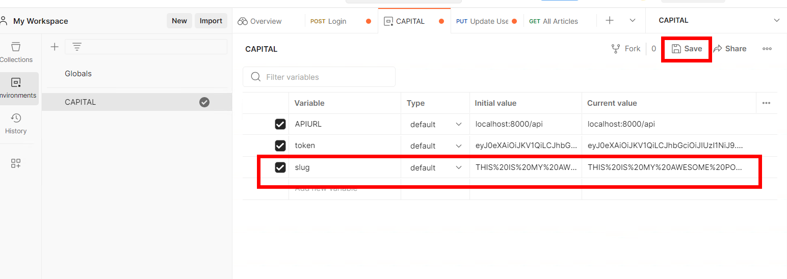 My Workspace
New
Import
Overview
POST Login
CAPITAL
PUT Update Use
GET All Articles
CAPITAL
Collections
Environments
History
Globals
CAPITAL
CAPITAL
Fork
0
Save
Share
Filter variables
Variable Type Initial value Current value
APIURL default localhost:8000/api localhost:8000/api
token default eyJ0eXAiOiJKV1QiLCJhbG... eyJ0eXAiOiJKV1QiLCJhbGciOiJIUzI1NiJ9....
slug default THIS%20IS%20MY%20AW... THIS%20IS%20MY%20AWESOME%20PO...
Add new variable